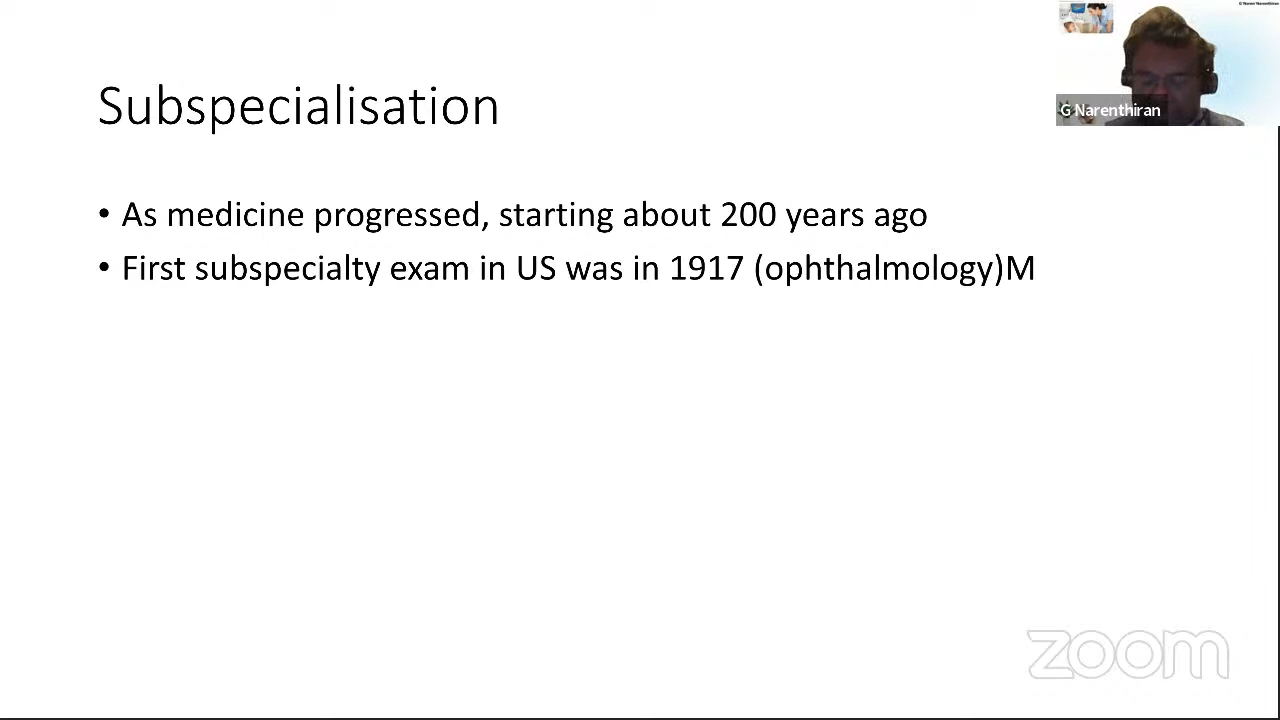 Subspecialisation
• As medicine progressed, starting about 200 years ago
• First subspecialty exam in US was in 1917 (ophthalmology)M
G Narenthiran
zoom